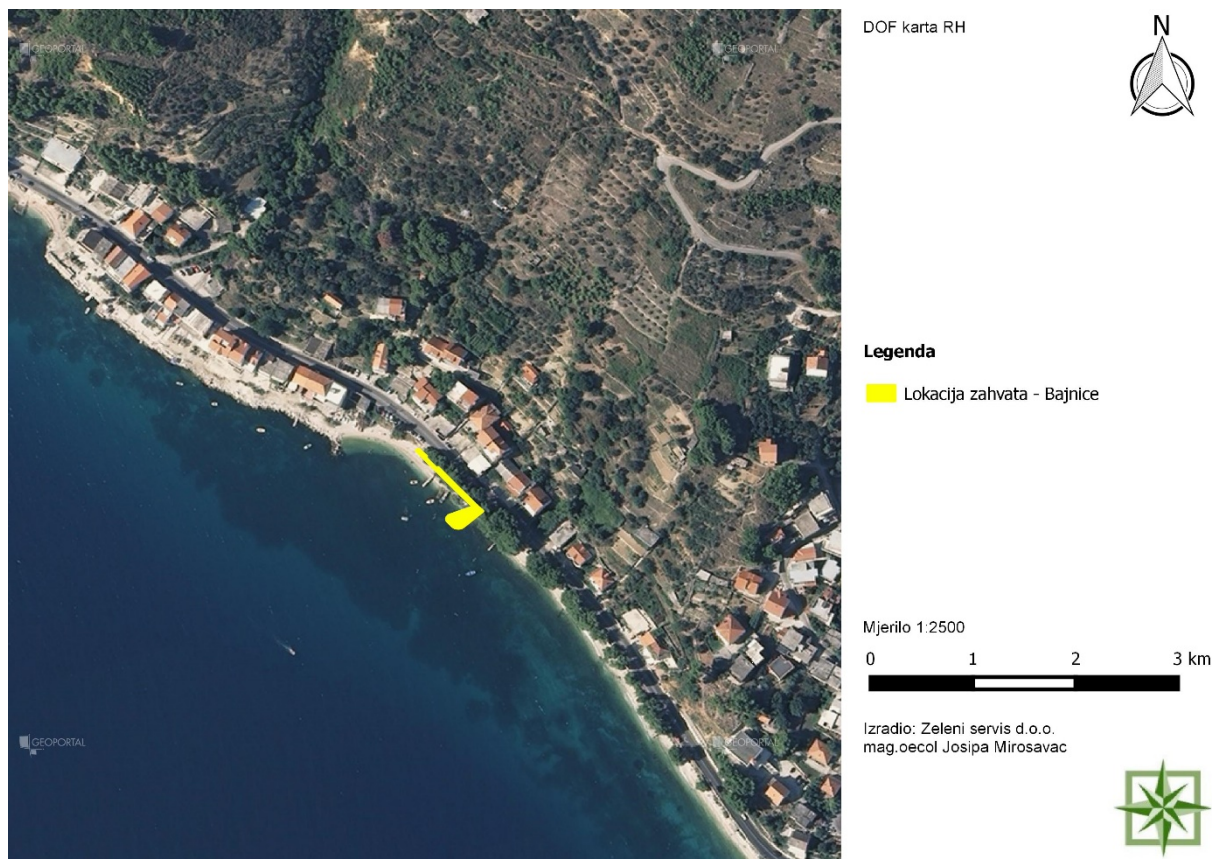 DOF karta RH
N
GEOPORTAL
GEOPORTAL
Legenda
Lokacija zahvata - Bajnice
Mjerilo 1:2500
0 1 2 3 km
Izradio: Zeleni servis d.o.o.
mag.oecol Josipa Mirosavac
GEOPORTAL
GEOPORTAL